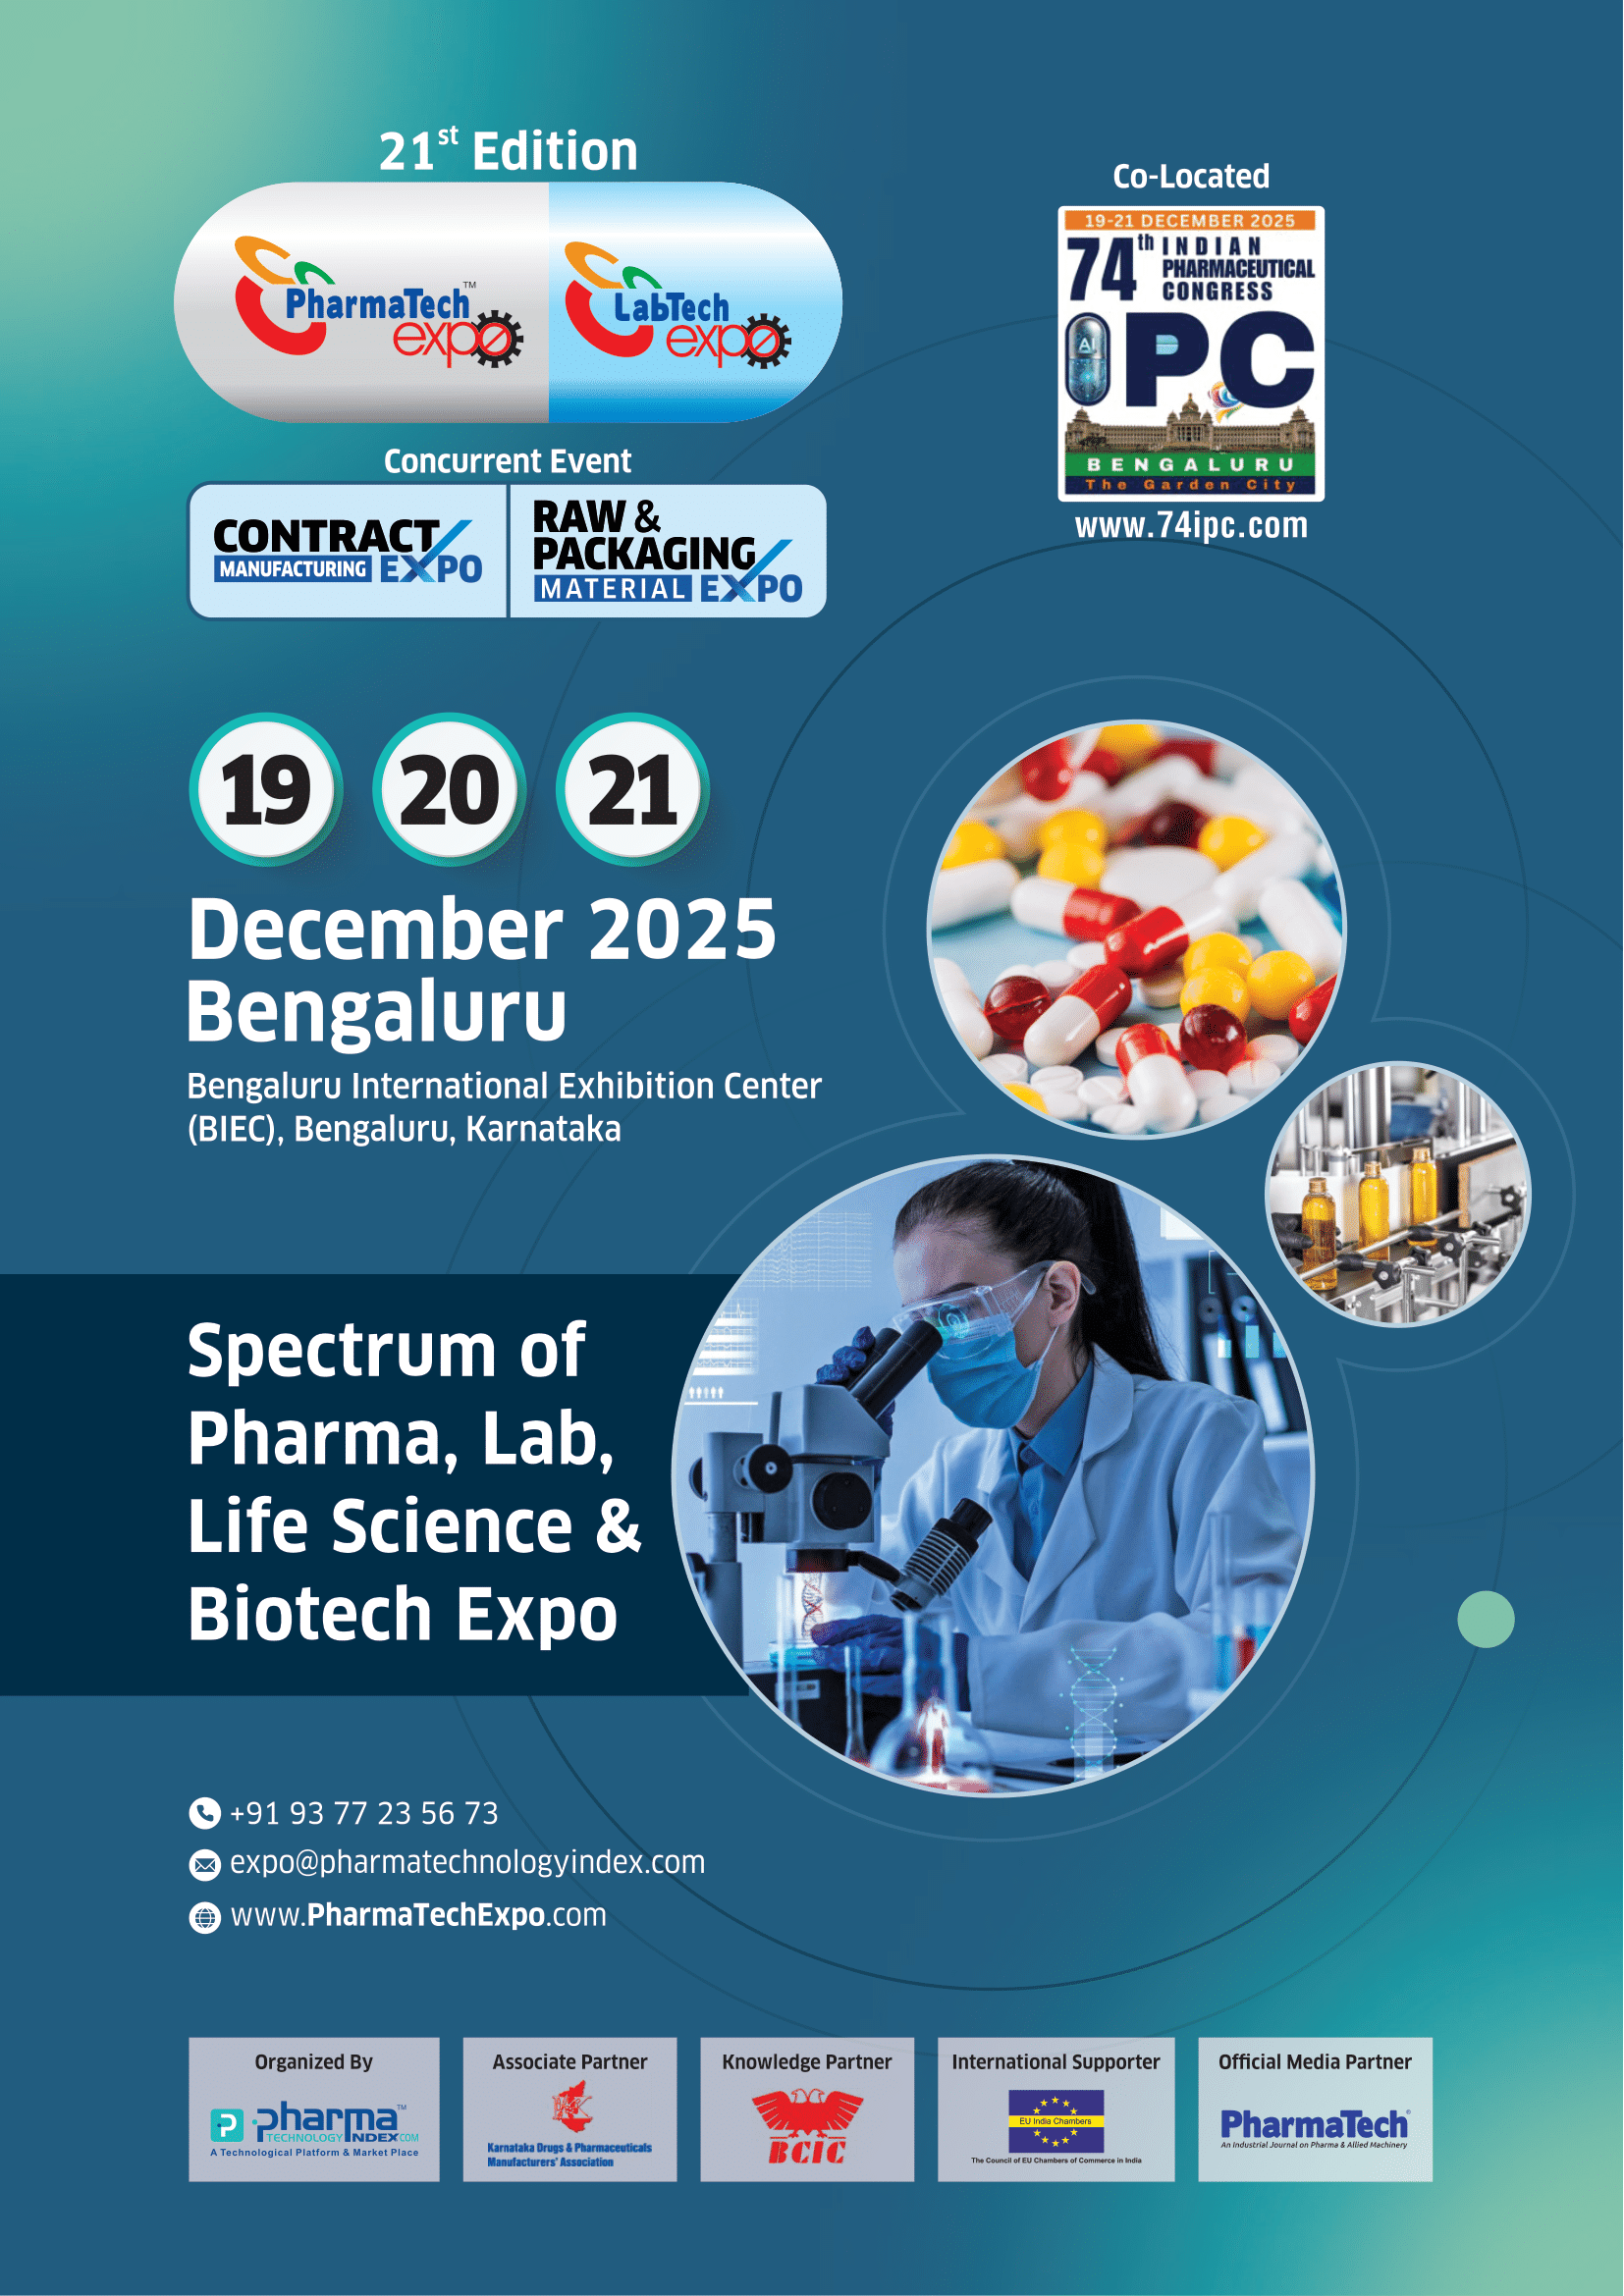 21st Edition
PharmaTech™
expo
LabTech
expo
Concurrent Event
CONTRACT
MANUFACTURING EXPO
RAW &
PACKAGING
MATERIAL EXPO
Co-Located
19-21 DECEMBER 2025
74th INDIAN
PHARMACEUTICAL
CONGRESS
AI
IPC
BENGALURU
The Garden City
www.74ipc.com
19 20 21
December 2025
Bengaluru
Bengaluru International Exhibition Center
(BIEC), Bengaluru, Karnataka
Spectrum of
Pharma, Lab,
Life Science &
Biotech Expo
+91 93 77 23 56 73
expo@pharmatechnologyindex.com
www.PharmaTechExpo.com
Organized By
pharma™
TECHNOLOGY INDEX.COM
A Technological Platform & Market Place
Associate Partner
Karnataka Drugs & Pharmaceuticals
Manufacturers' Association
Knowledge Partner
BCIC
International Supporter
EU India Chambers
The Council of EU Chambers of Commerce in India
Official Media Partner
PharmaTech®
An Industrial Journal on Pharma & Allied Machinery